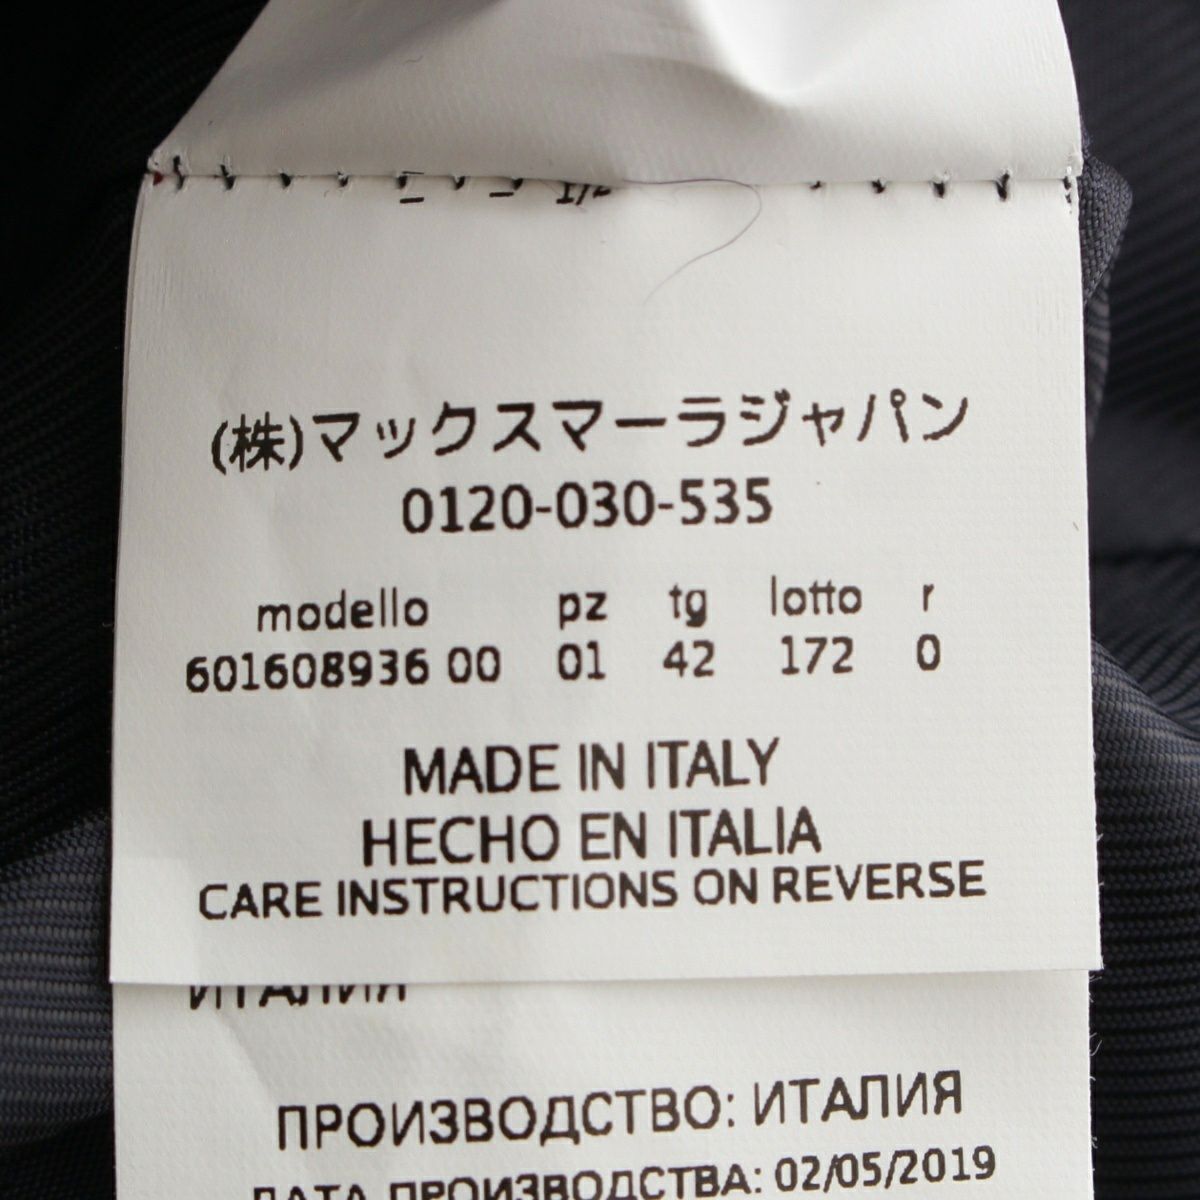 (株)マックスマーラジャパン
0120-030-535
modello pz tg lotto r
601608936 00 01 42 172 0
MADE IN ITALY
HECHO EN ITALIA
CARE INSTRUCTIONS ON REVERSE
ИТАЛИЯ
ПРОИЗВОДСТВО: ИТАЛИЯ
ДАТА ПРОИЗВОДСТВА: 02/05/2019